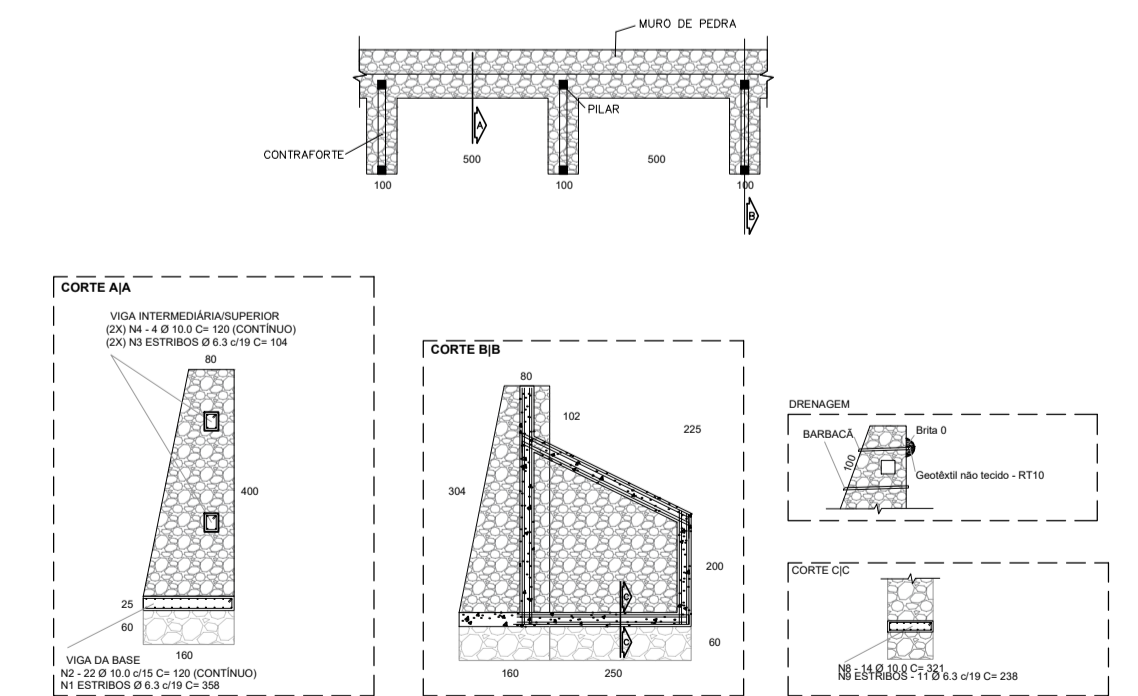 MURO DE PEDRA
A
PILAR
CONTRAFORTE
500
500
100
100
100
B
CORTE A|A
VIGA INTERMEDIÁRIA/SUPERIOR
(2X) N4 - 4 Ø 10.0 C= 120 (CONTÍNUO)
(2X) N3 ESTRIBOS Ø 6.3 c/19 C= 104
80
400
25
60
160
VIGA DA BASE
N2 - 22 Ø 10.0 c/15 C= 120 (CONTÍNUO)
N1 ESTRIBOS Ø 6.3 c/19 C= 358
CORTE B|B
80
102
225
304
200
C
C
60
160
250
DRENAGEM
BARBACÃ
Brita 0
100
Geotêxtil não tecido - RT10
CORTE C|C
N8 - 14 Ø 10.0 C= 321
N9 ESTRIBOS - 11 Ø 6.3 c/19 C= 238